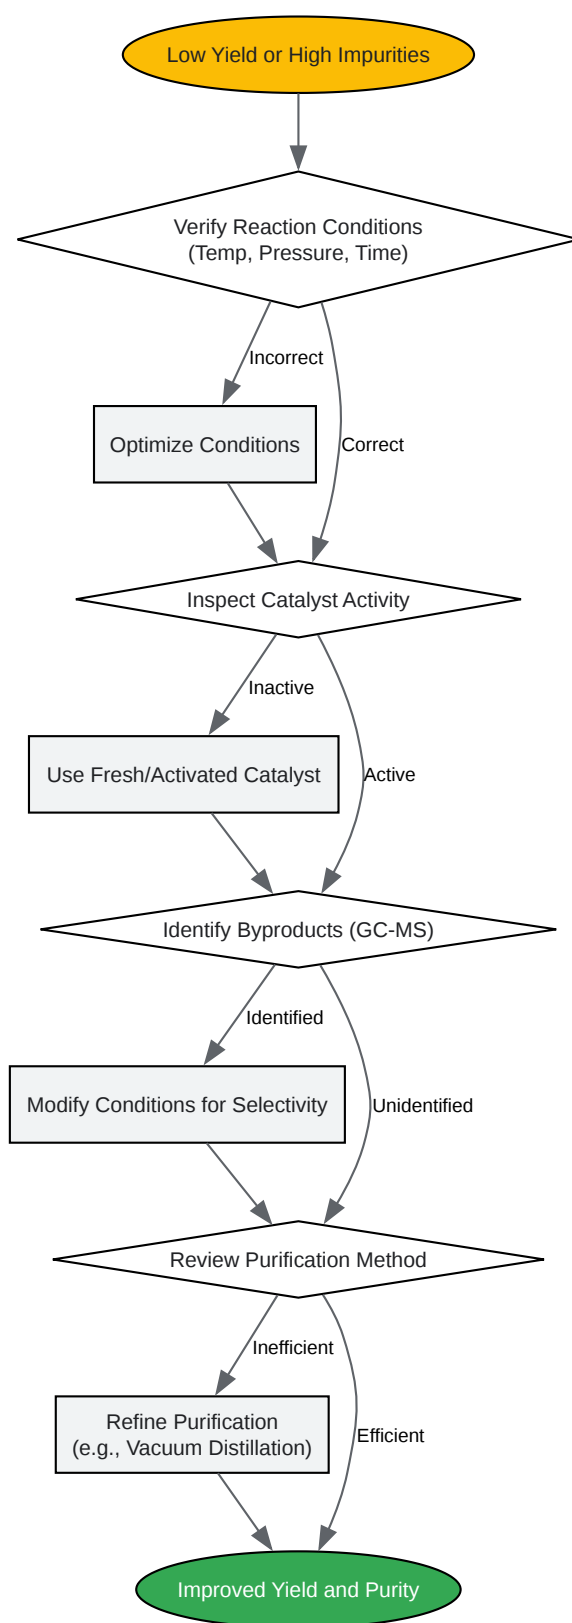 Low Yield or High Impurities
Verify Reaction Conditions
(Temp, Pressure, Time)
Incorrect
Optimize Conditions
Correct
Inspect Catalyst Activity
Inactive
Use Fresh/Activated Catalyst
Active
Identify Byproducts (GC-MS)
Identified
Modify Conditions for Selectivity
Unidentified
Review Purification Method
Inefficient
Refine Purification
(e.g., Vacuum Distillation)
Efficient
Improved Yield and Purity